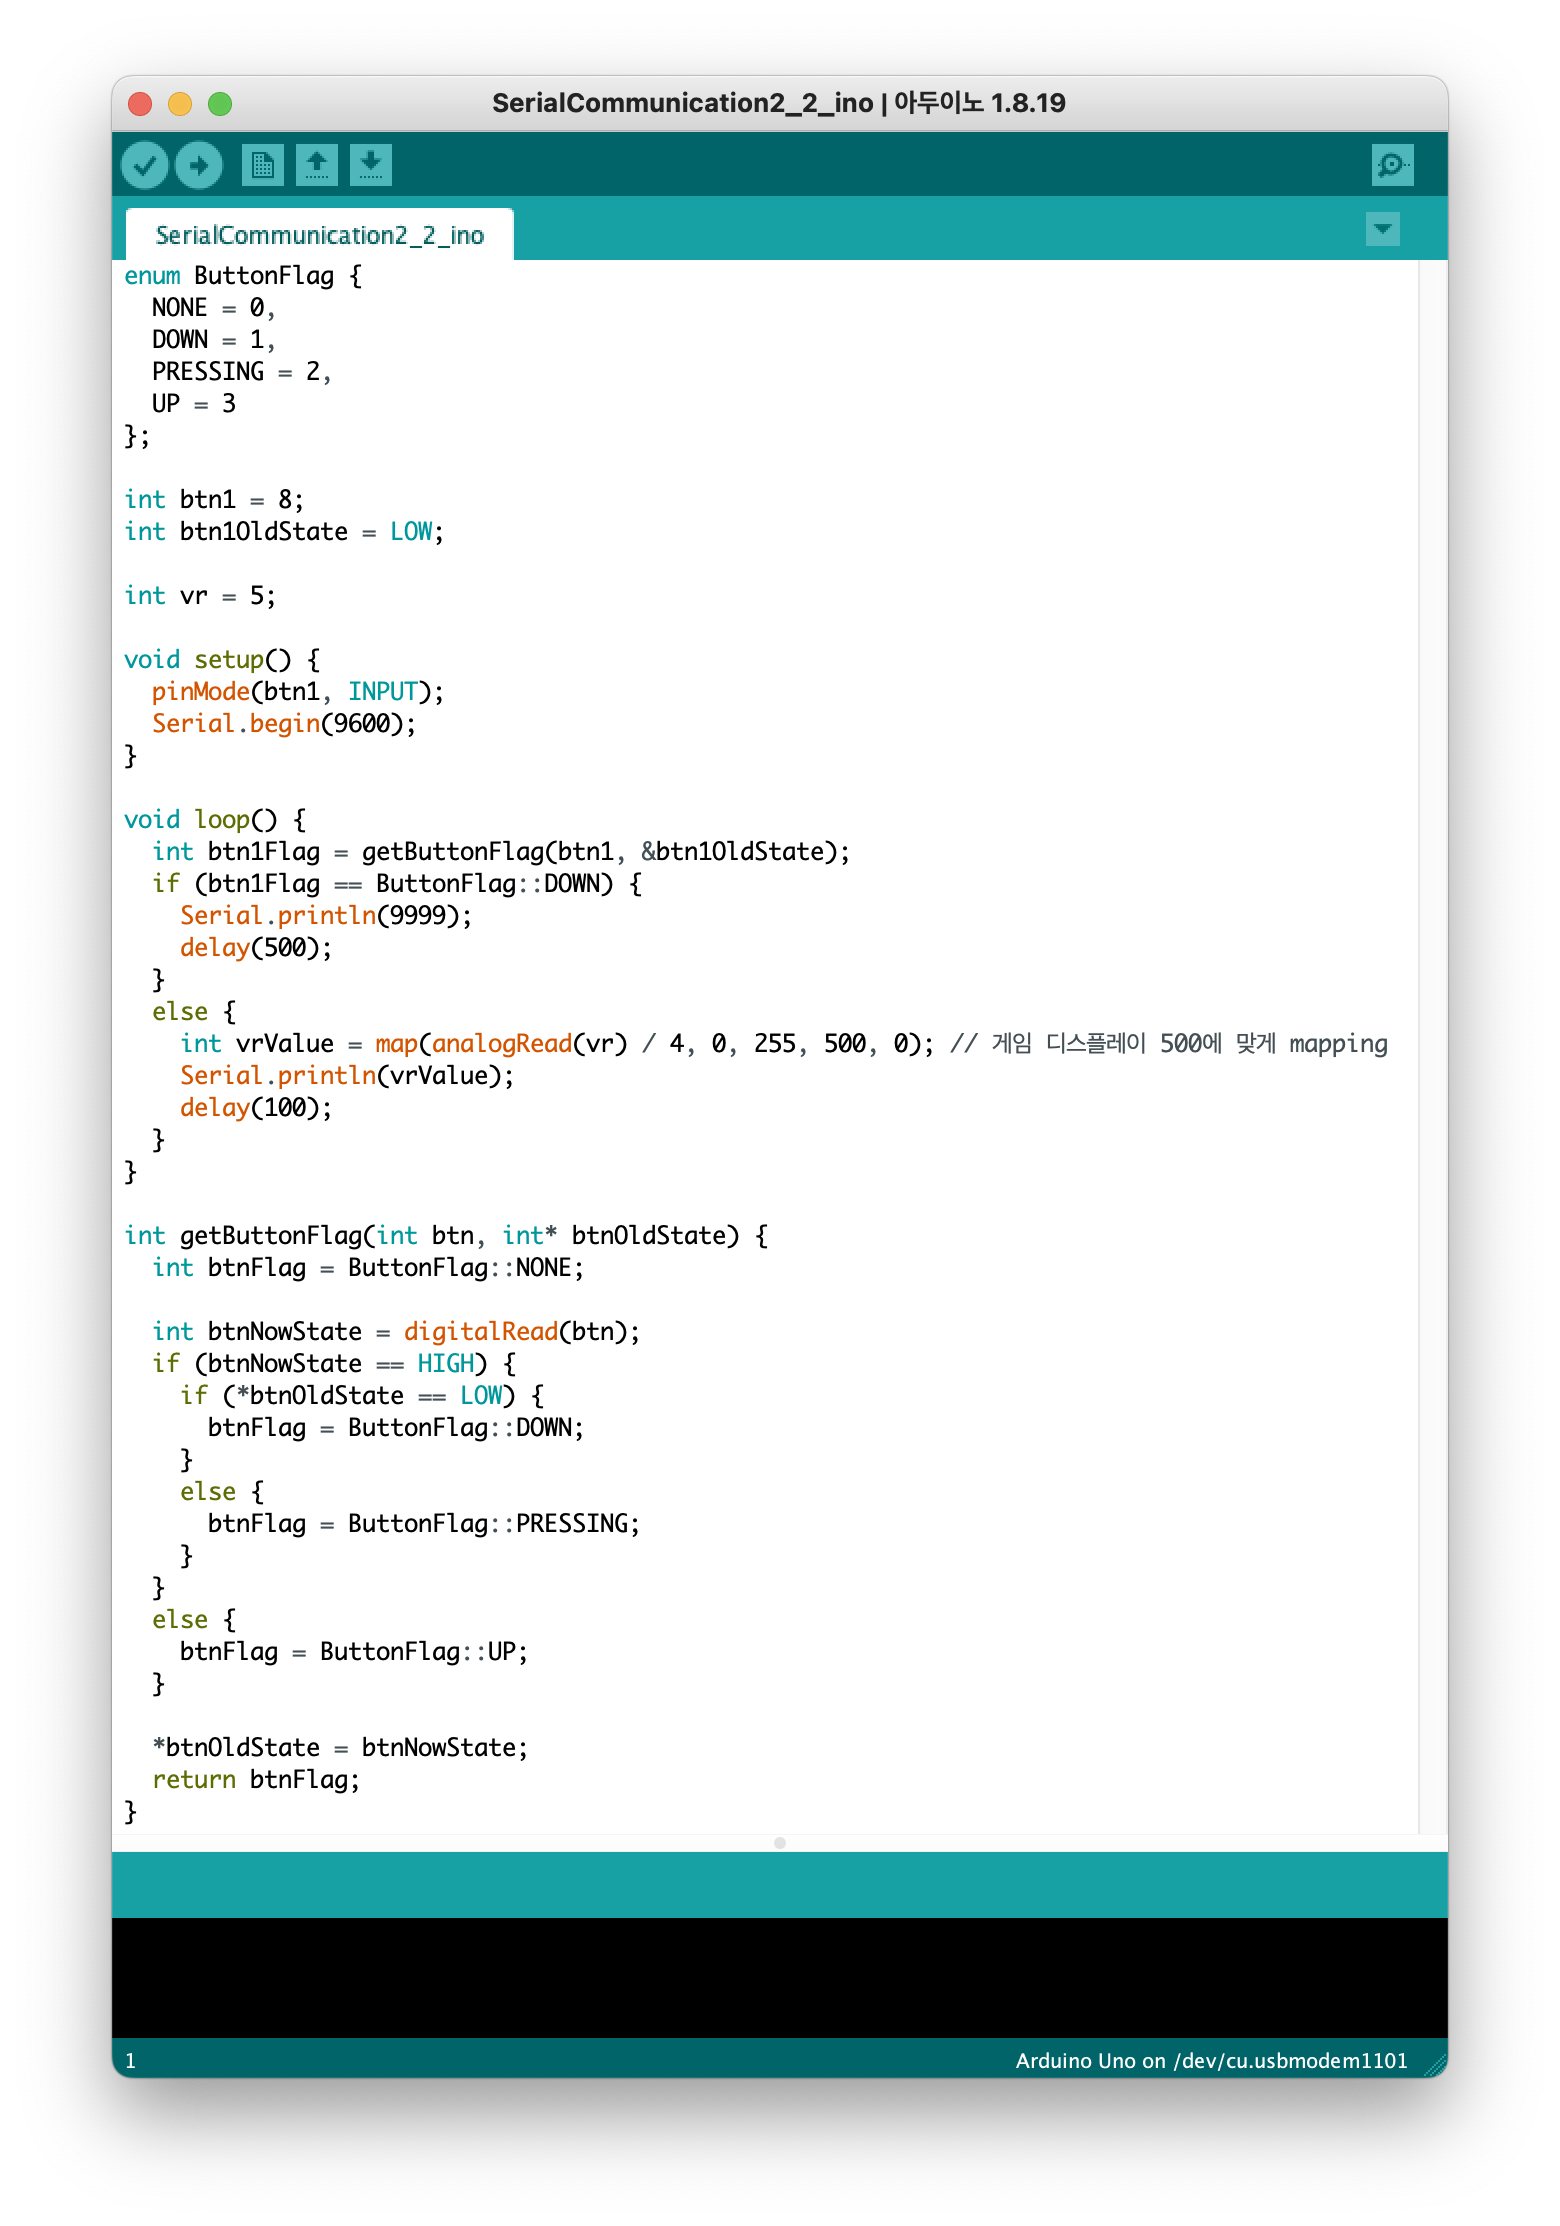 SerialCommunication2_2_ino | 아두이노 1.8.19
SerialCommunication2_2_ino
enum ButtonFlag {
  NONE = 0,
  DOWN = 1,
  PRESSING = 2,
  UP = 3
};

int btn1 = 8;
int btn1OldState = LOW;

int vr = 5;

void setup() {
  pinMode(btn1, INPUT);
  Serial.begin(9600);
}

void loop() {
  int btn1Flag = getButtonFlag(btn1, &btn1OldState);
  if (btn1Flag == ButtonFlag::DOWN) {
    Serial.println(9999);
    delay(500);
  }
  else {
    int vrValue = map(analogRead(vr) / 4, 0, 255, 500, 0); // 게임 디스플레이 500에 맞게 mapping
    Serial.println(vrValue);
    delay(100);
  }
}

int getButtonFlag(int btn, int* btnOldState) {
  int btnFlag = ButtonFlag::NONE;

  int btnNowState = digitalRead(btn);
  if (btnNowState == HIGH) {
    if (*btnOldState == LOW) {
      btnFlag = ButtonFlag::DOWN;
    }
    else {
      btnFlag = ButtonFlag::PRESSING;
    }
  }
  else {
    btnFlag = ButtonFlag::UP;
  }

  *btnOldState = btnNowState;
  return btnFlag;
}
1
Arduino Uno on /dev/cu.usbmodem1101